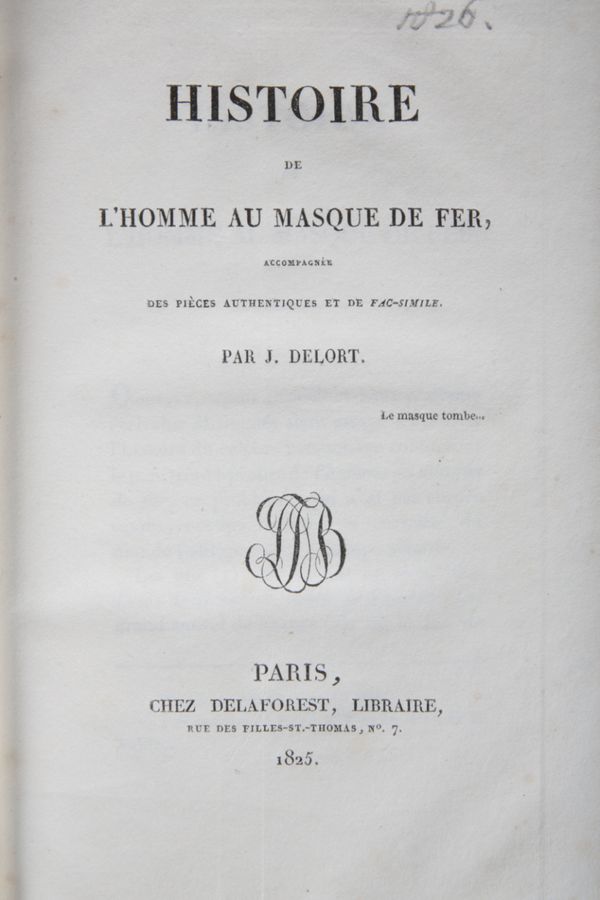 1826.
HISTOIRE
DE
L'HOMME AU MASQUE DE FER,
ACCOMPAGNÉE
DES PIÈCES AUTHENTIQUES ET DE FAC-SIMILE.
PAR J. DELORT.
Le masque tombe...
PARIS,
CHEZ DELAFOREST, LIBRAIRE,
RUE DES FILLES-ST.-THOMAS, Nº. 7.
1825.